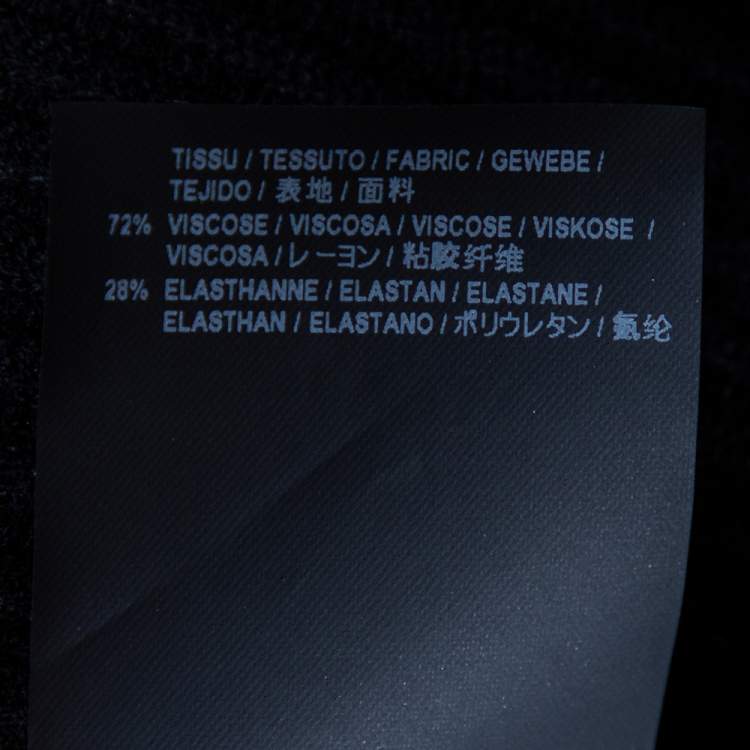 TISSU / TESSUTO / FABRIC / GEWEBE /
TEJIDO / 表地 / 面料
72% VISCOSE / VISCOSA / VISCOSE / VISKOSE /
VISCOSA / レーヨン / 粘胶纤维
28% ELASTHANNE / ELASTAN / ELASTANE /
ELASTHAN / ELASTANO / ポリウレタン / 氨纶